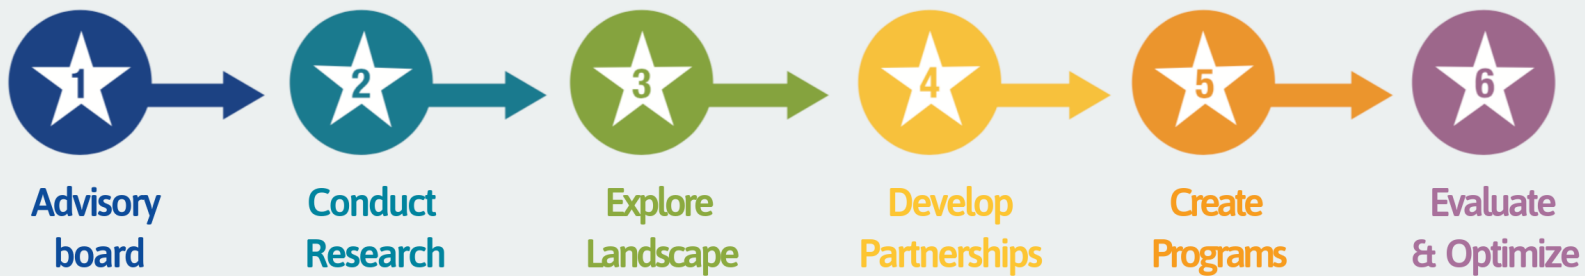 1
2
3
4
5
6
Advisory
board
Conduct
Research
Explore
Landscape
Develop
Partnerships
Create
Programs
Evaluate
& Optimize